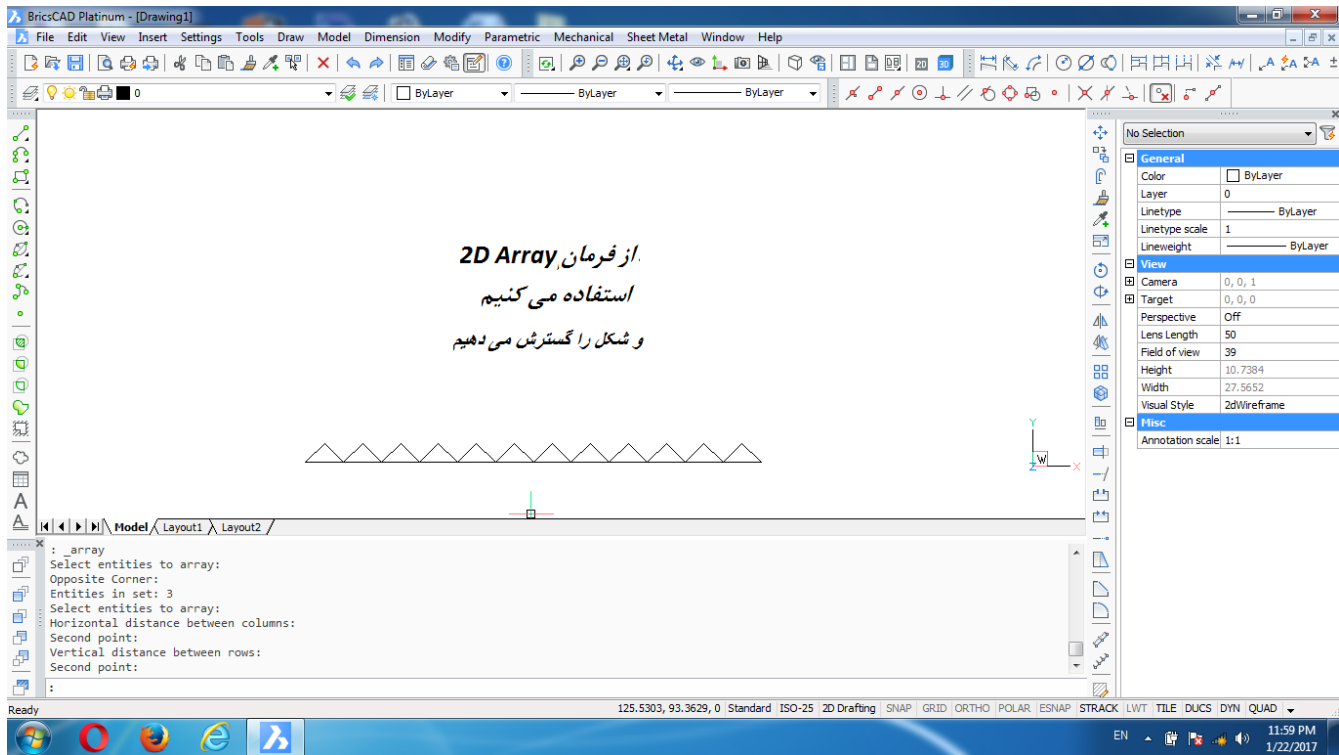 BricsCAD Platinum - [Drawing1]
File Edit View Insert Settings Tools Draw Model Dimension Modify Parametric Mechanical Sheet Metal Window Help
0 ByLayer ByLayer ByLayer
No Selection
General
Color ByLayer
Layer 0
Linetype ByLayer
Linetype scale 1
Lineweight ByLayer
View
Camera 0, 0, 1
Target 0, 0, 0
Perspective Off
Lens Length 50
Field of view 39
Height 10.7384
Width 27.5652
Visual Style 2dWireframe
Misc
Annotation scale 1:1
از فرمان 2D Array
استفاده می کنیم
و شکل را گسترش می دهیم
Y
W
Z X
Model Layout1 Layout2
: _array
Select entities to array:
Opposite Corner:
Entities in set: 3
Select entities to array:
Horizontal distance between columns:
Second point:
Vertical distance between rows:
Second point:
:
Ready 125.5303, 93.3629, 0 Standard ISO-25 2D Drafting SNAP GRID ORTHO POLAR ESNAP STRACK LWT TILE DUCS DYN QUAD
EN 11:59 PM
1/22/2017